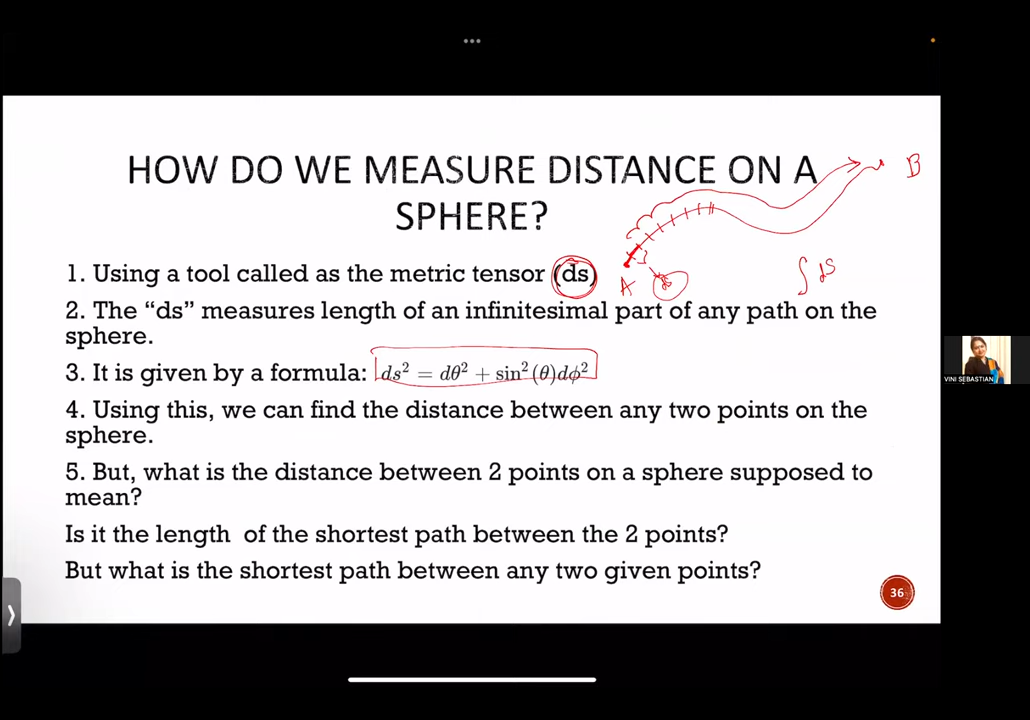 HOW DO WE MEASURE DISTANCE ON A
SPHERE?
B
∫ ds
1. Using a tool called as the metric tensor (ds)
A
ds
2. The “ds” measures length of an infinitesimal part of any path on the
sphere.
3. It is given by a formula: ds² = dθ² + sin²(θ)dϕ²
4. Using this, we can find the distance between any two points on the
sphere.
5. But, what is the distance between 2 points on a sphere supposed to
mean?
Is it the length of the shortest path between the 2 points?
But what is the shortest path between any two given points?
36
VINI SEBASTIAN